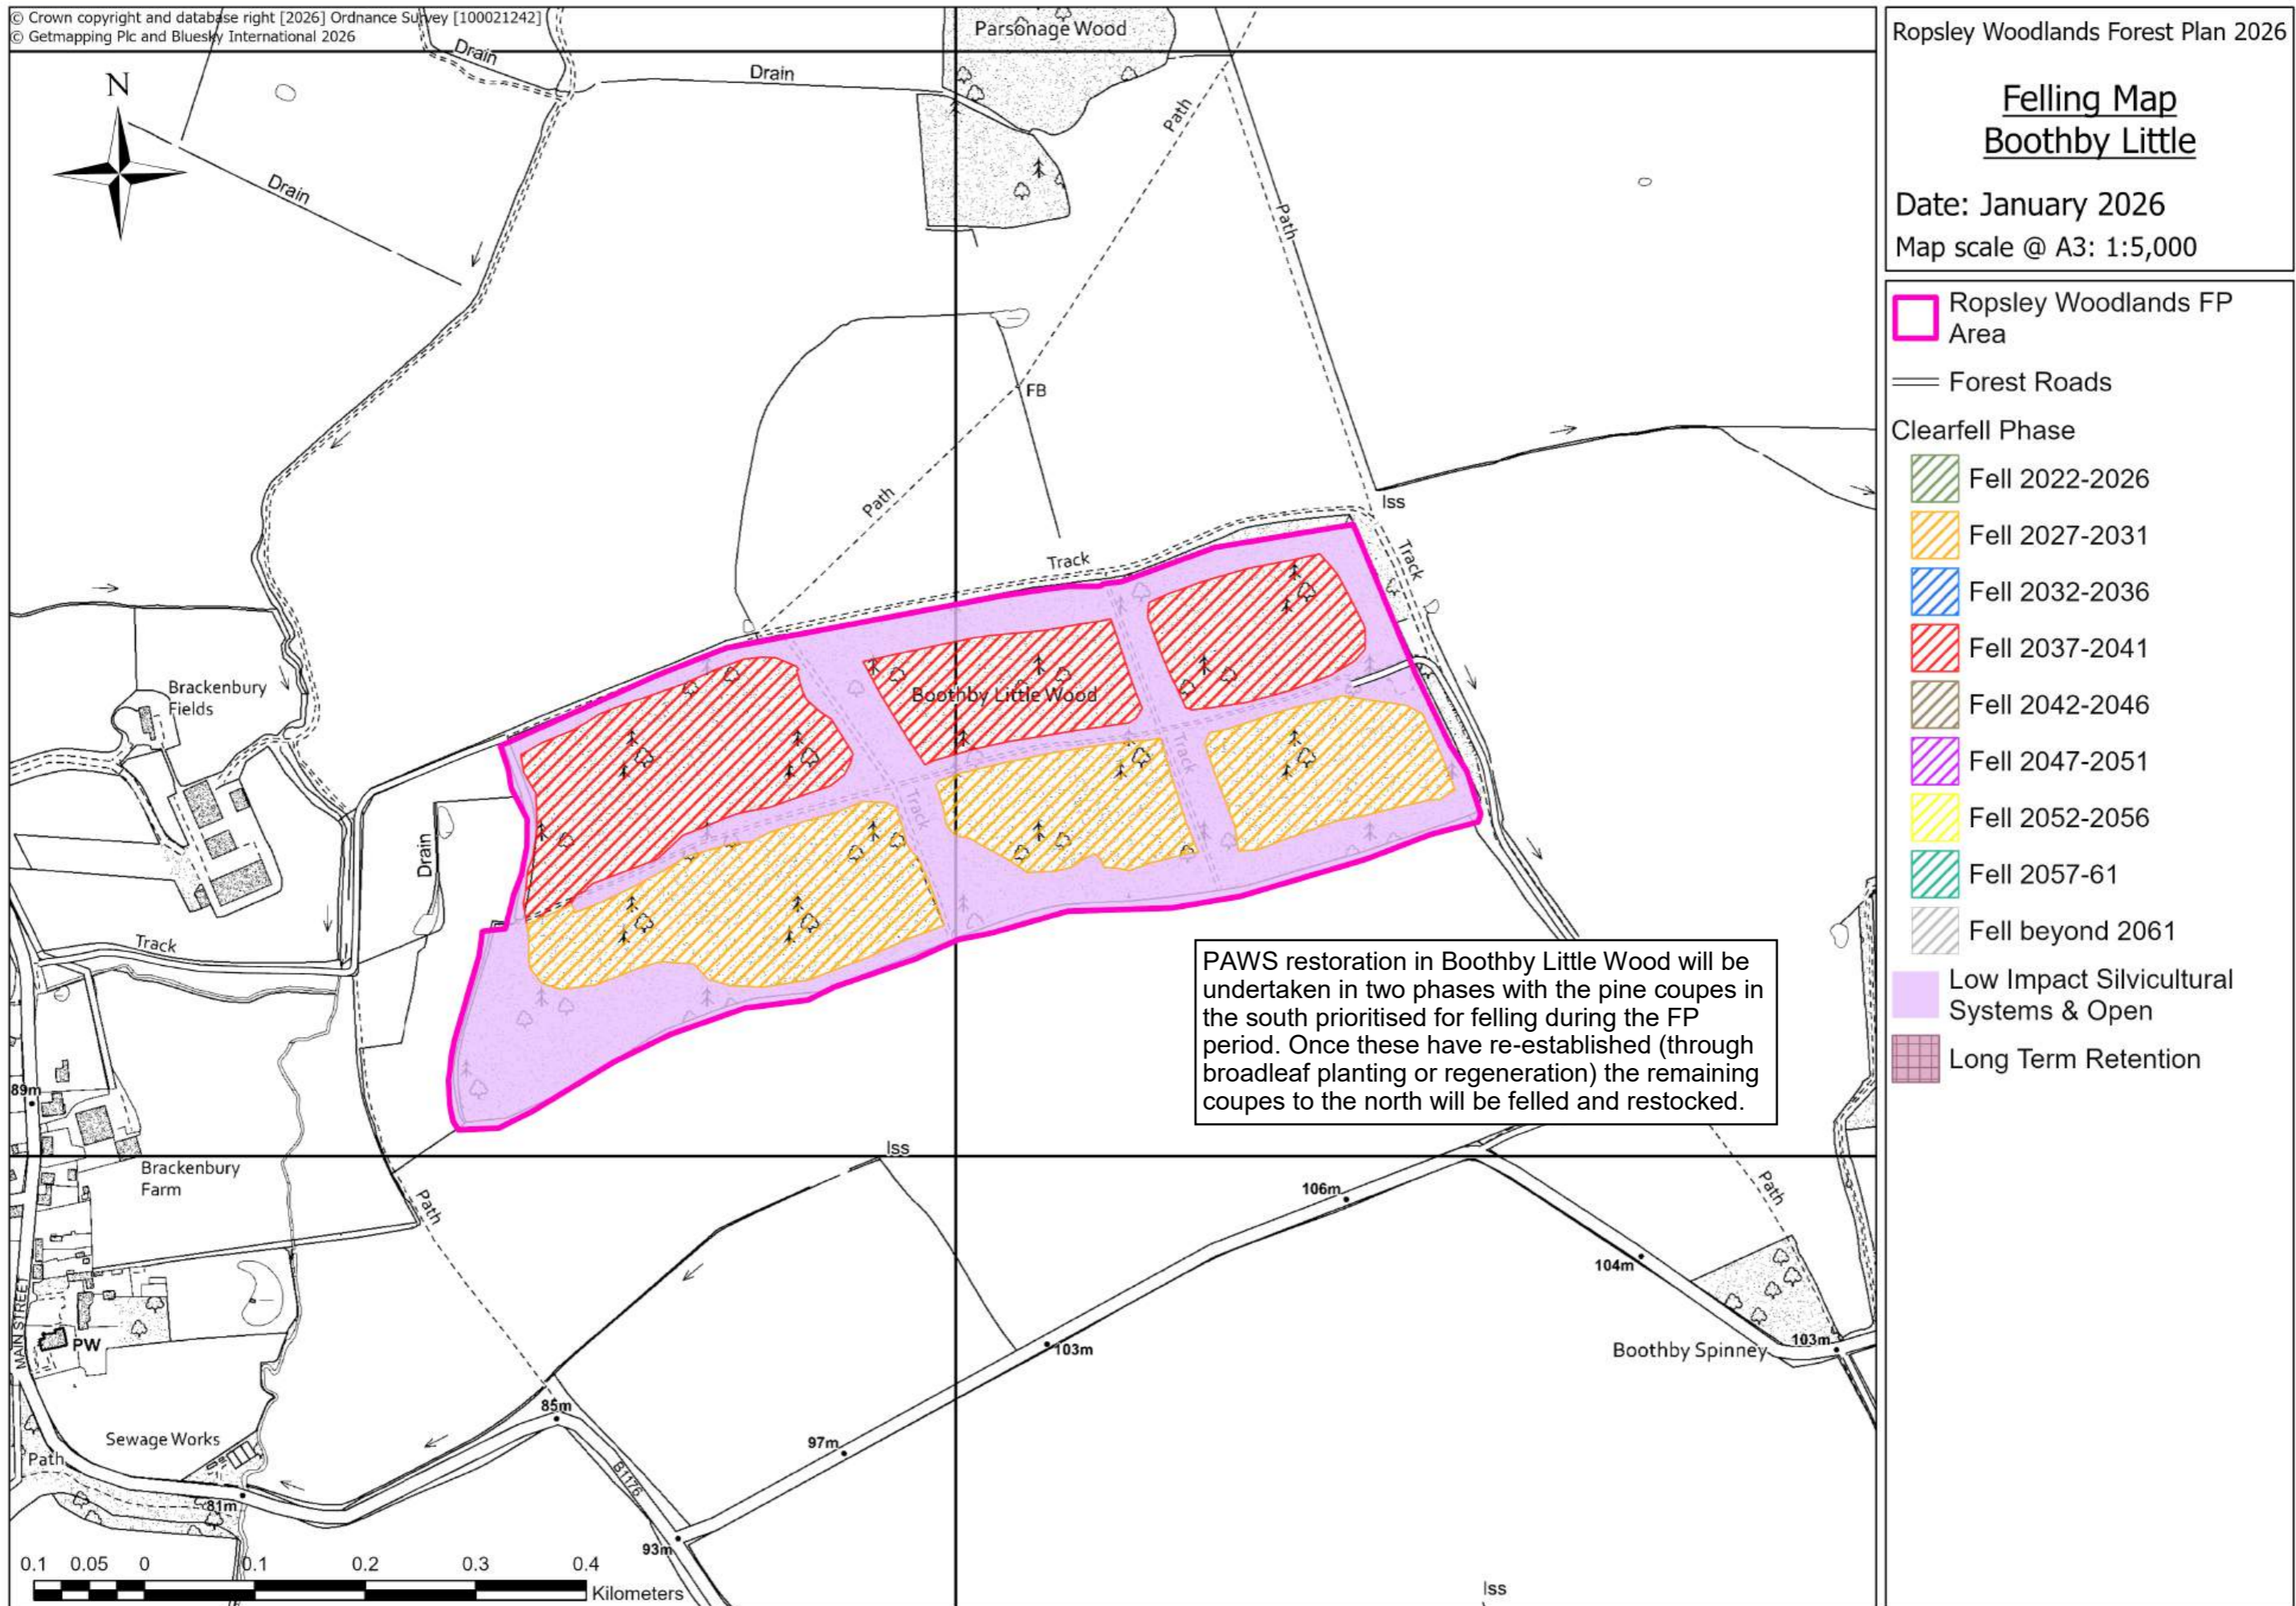 © Crown copyright and database right [2026] Ordnance Survey [100021242]
© Getmapping Plc and Bluesky International 2026
Parsonage Wood
Drain
Drain
N
Drain
Path
Path
FB
Path
Iss
Track
Track
Brackenbury
Fields
Boothby Little Wood
Track
Track
Drain
Track
PAWS restoration in Boothby Little Wood will be
undertaken in two phases with the pine coupes in
the south prioritised for felling during the FP
period. Once these have re-established (through
broadleaf planting or regeneration) the remaining
coupes to the north will be felled and restocked.
89m
Iss
Brackenbury
Farm
Path
106m
Path
104m
MAIN STREET
PW
103m
Boothby Spinney
103m
85m
Sewage Works
97m
Path
B1176
81m
93m
0.1 0.05 0 0.1 0.2 0.3 0.4
Kilometers
Iss
Ropsley Woodlands Forest Plan 2026
Felling Map
Boothby Little
Date: January 2026
Map scale @ A3: 1:5,000
Ropsley Woodlands FP
Area
Forest Roads
Clearfell Phase
Fell 2022-2026
Fell 2027-2031
Fell 2032-2036
Fell 2037-2041
Fell 2042-2046
Fell 2047-2051
Fell 2052-2056
Fell 2057-61
Fell beyond 2061
Low Impact Silvicultural
Systems & Open
Long Term Retention